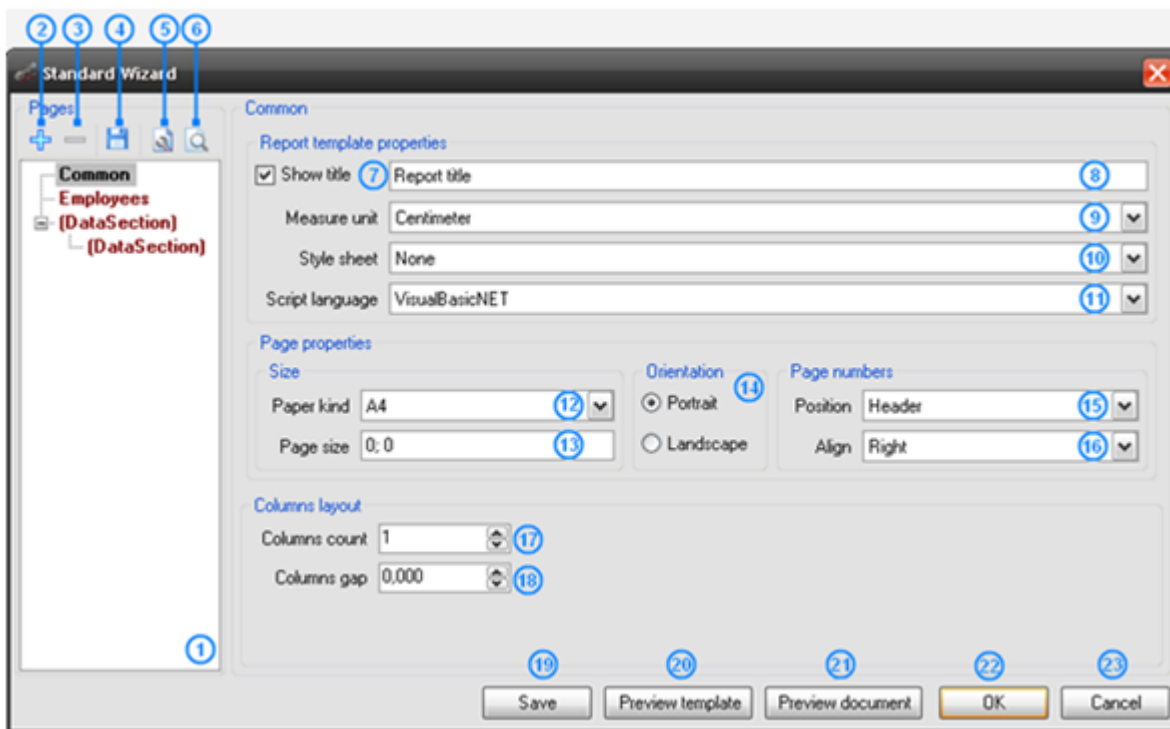 2 3 4 5 6
Standard Wizard
Pages
Common
Employees
(DataSection)
(DataSection)
1
Common
Report template properties
Show title 7 Report title 8
Measure unit Centimeter 9
Style sheet None 10
Script language VisualBasicNET 11
Page properties
Size
Paper kind A4 12
Page size 0; 0 13
Orientation 14
Portrait
Landscape
Page numbers
Position Header 15
Align Right 16
Columns layout
Columns count 1 17
Columns gap 0,000 18
19 20 21 22 23
Save Preview template Preview document OK Cancel